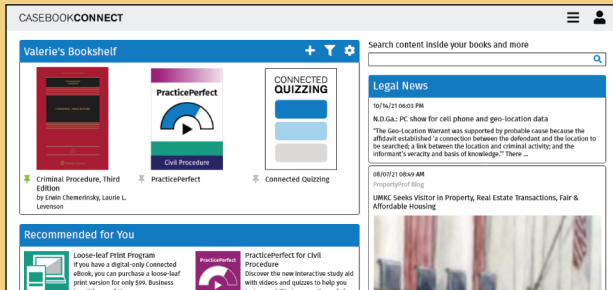 CASEBOOKCONNECT
Valerie's Bookshelf
CRIMINAL PROCEDURE
PracticePerfect
Civil Procedure
CONNECTED
QUIZZING
Criminal Procedure, Third
Edition
by Erwin Chemerinsky, Laurie L.
Levenson
PracticePerfect
Connected Quizzing
Recommended for You
Loose-leaf Print Program
If you have a digital-only Connected
eBook, you can purchase a loose-leaf
print version for only $99. Business
PracticePerfect
PracticePerfect for Civil
Procedure
Discover the new interactive study aid
with videos and quizzes to help you
Search content inside your books and more
Legal News
10/14/21 06:03 PM
N.D.Ga.: PC show for cell phone and geo-location data
"The Geo-Location Warrant was supported by probable cause because the
affidavit established 'a connection between the defendant and the location to
be searched; a link between the location and criminal activity; and the
informant's veracity and basis of knowledge.'" There ...
08/07/21 08:49 AM
PropertyProf Blog
UMKC Seeks Visitor in Property, Real Estate Transactions, Fair &
Affordable Housing